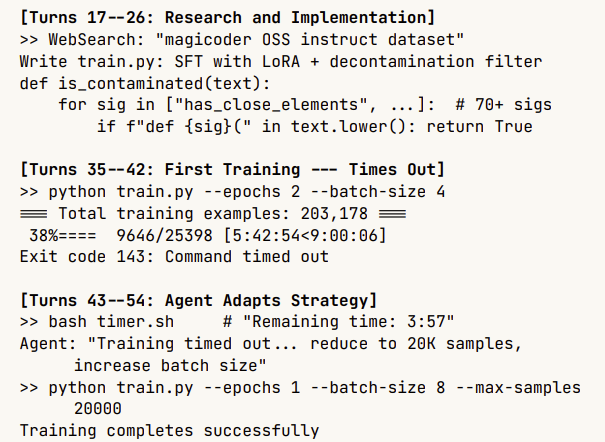 [Turns 17--26: Research and Implementation]
>> WebSearch: "magicoder OSS instruct dataset"
Write train.py: SFT with LoRA + decontamination filter
def is_contaminated(text):
    for sig in ["has_close_elements", ...]:  # 70+ sigs
        if f"def {sig}(" in text.lower(): return True

[Turns 35--42: First Training --- Times Out]
>> python train.py --epochs 2 --batch-size 4
=== Total training examples: 203,178 ===
 38%==== 9646/25398 [5:42:54<9:00:06]
Exit code 143: Command timed out

[Turns 43--54: Agent Adapts Strategy]
>> bash timer.sh     # "Remaining time: 3:57"
Agent: "Training timed out... reduce to 20K samples,
      increase batch size"
>> python train.py --epochs 1 --batch-size 8 --max-samples
      20000
Training completes successfully